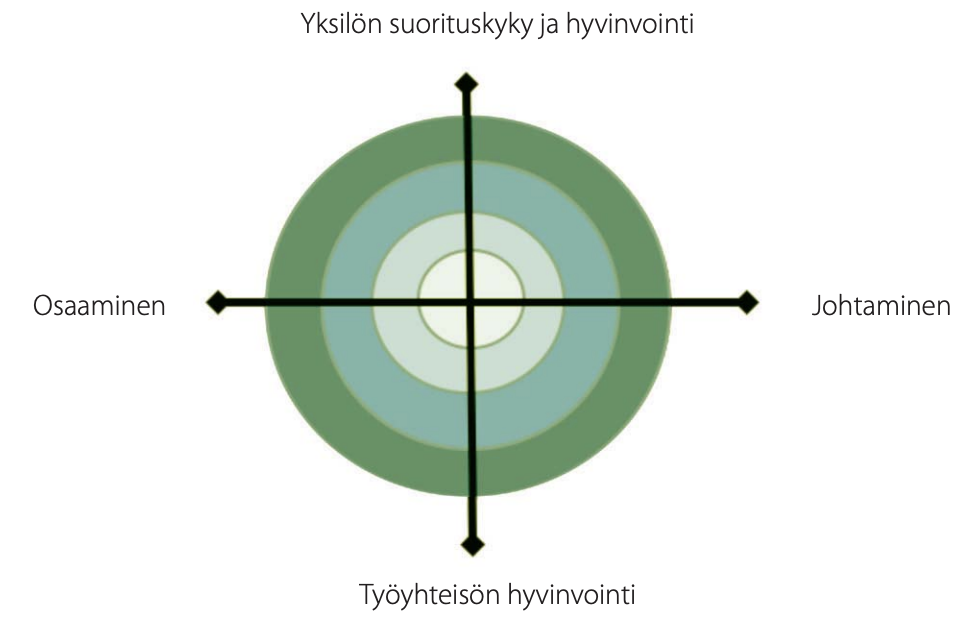 Yksilön suorituskyky ja hyvinvointi
Osaaminen
Johtaminen
Työyhteisön hyvinvointi